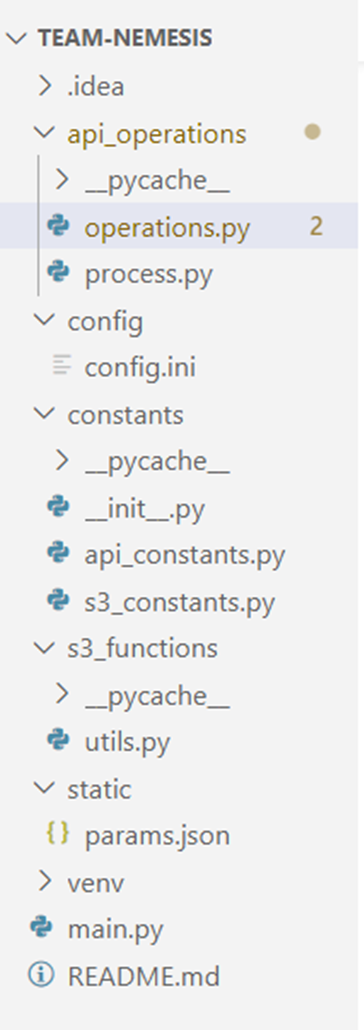 TEAM-NEMESIS
.idea
api_operations
__pycache__
operations.py 2
process.py
config
config.ini
constants
__pycache__
__init__.py
api_constants.py
s3_constants.py
s3_functions
__pycache__
utils.py
static
params.json
venv
main.py
README.md